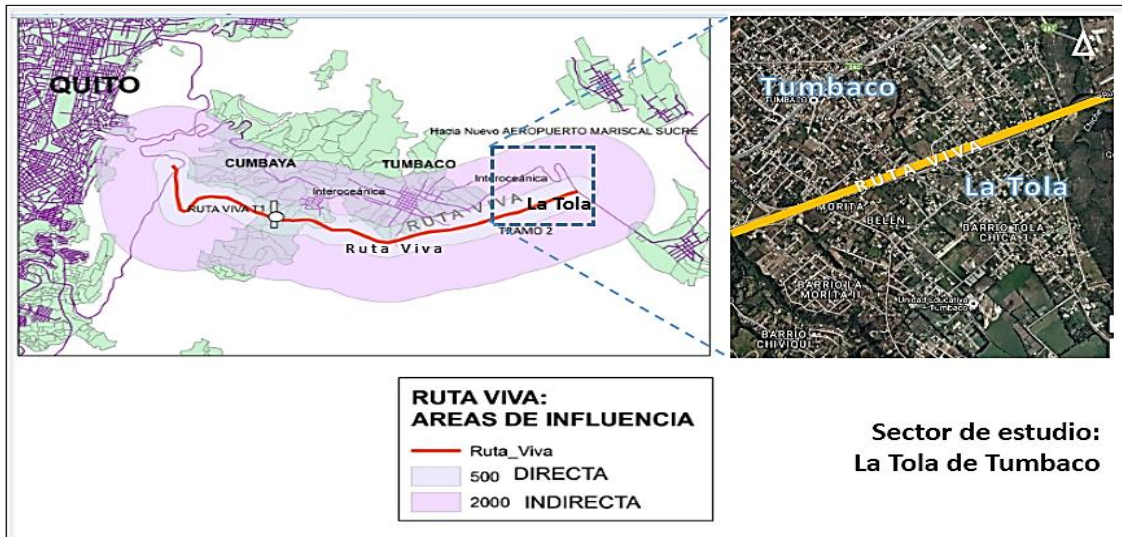 QUITO
Hacia Nuevo AEROPUERTO MARISCAL SUCRE
CUMBAYA
TUMBACO
Interoceánica
Interoceánica
La Tola
RUTA VIVA T1
RUTA VIVA
TRAMO 2
Ruta Viva
Tumbaco
TUMBACO
RUTA VIVA
La Tola
MORITA
BELÉN
BARRIO TOLA
CHICA 3
BARRIO LA
MORITA II
Unidad Educativa
Tumbaco
BARRIO
CHIVIQUI
RUTA VIVA:
AREAS DE INFLUENCIA
Ruta_Viva
500 DIRECTA
2000 INDIRECTA
Sector de estudio:
La Tola de Tumbaco